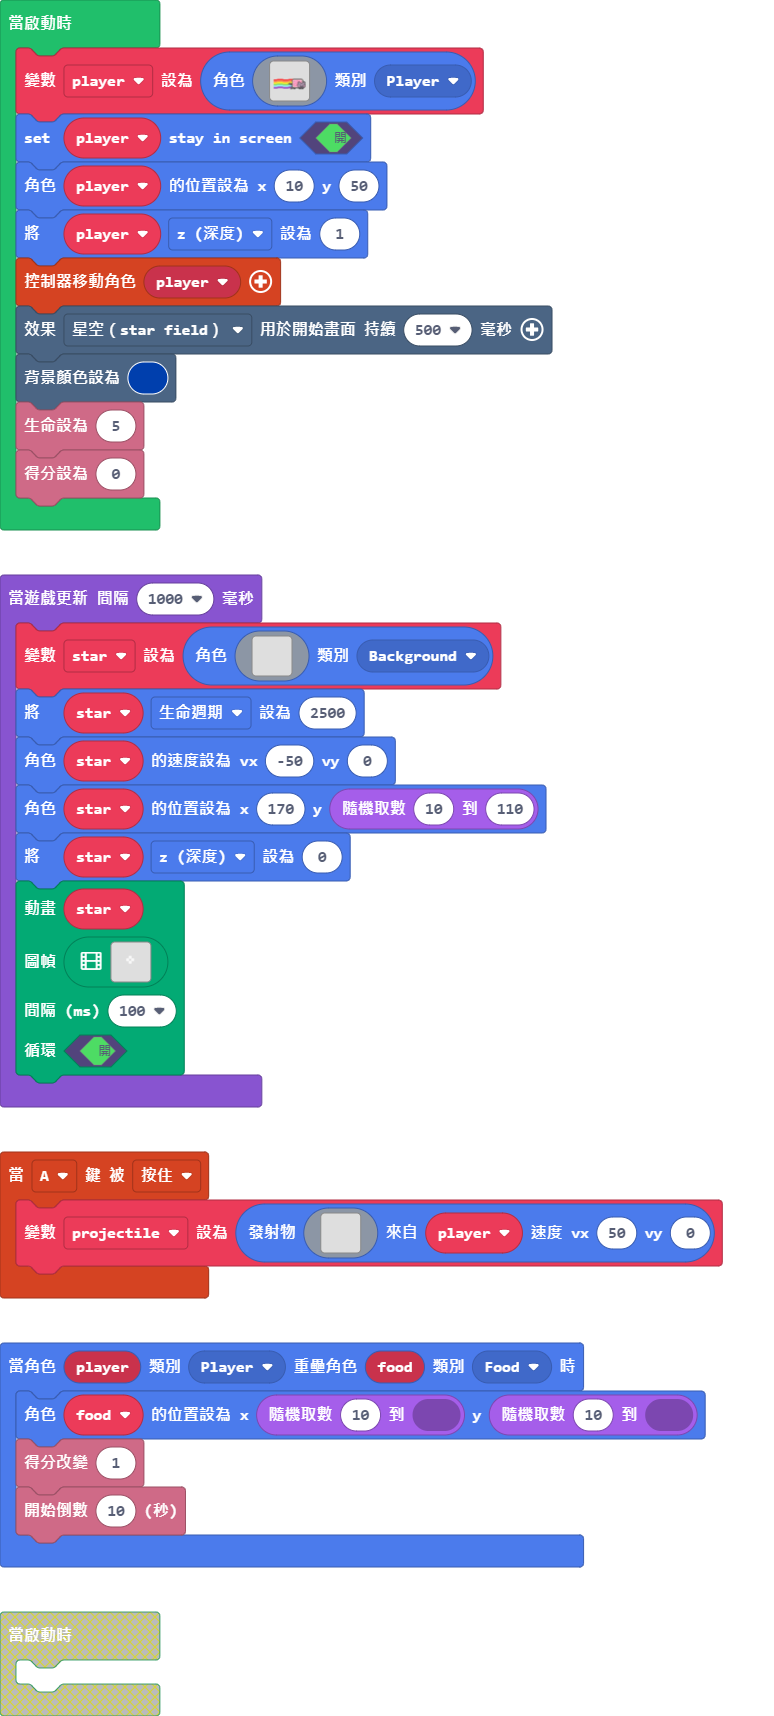 當啟動時
變數 player 設為 角色 類別 Player
set player stay in screen 開
角色 player 的位置設為 x 10 y 50
將 player z (深度) 設為 1
控制器移動角色 player
效果 星空(star field) 用於開始畫面 持續 500 毫秒
背景顏色設為
生命設為 5
得分設為 0
當遊戲更新 間隔 1000 毫秒
變數 star 設為 角色 類別 Background
將 star 生命週期 設為 2500
角色 star 的速度設為 vx -50 vy 0
角色 star 的位置設為 x 170 y 隨機取數 10 到 110
將 star z (深度) 設為 0
動畫 star
圖幀
間隔 (ms) 100
循環 開
當 A 鍵 被 按住
變數 projectile 設為 發射物 來自 player 速度 vx 50 vy 0
當角色 player 類別 Player 重疊角色 food 類別 Food 時
角色 food 的位置設為 x 隨機取數 10 到 y 隨機取數 10 到
得分改變 1
開始倒數 10 (秒)
當啟動時